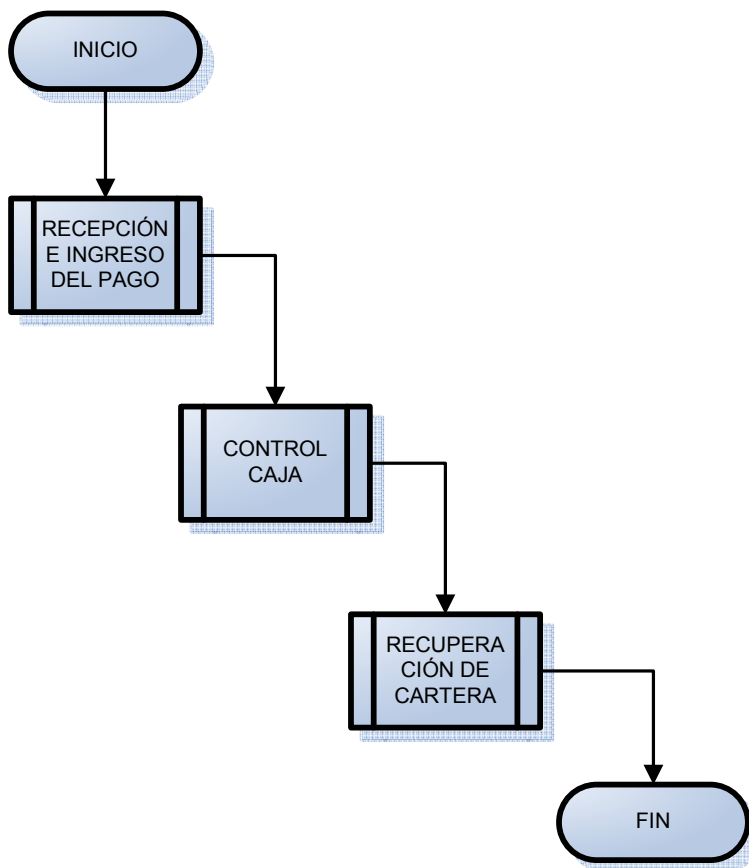 INICIO
RECEPCIÓN
E INGRESO
DEL PAGO
CONTROL
CAJA
RECUPERA
CIÓN DE
CARTERA
FIN